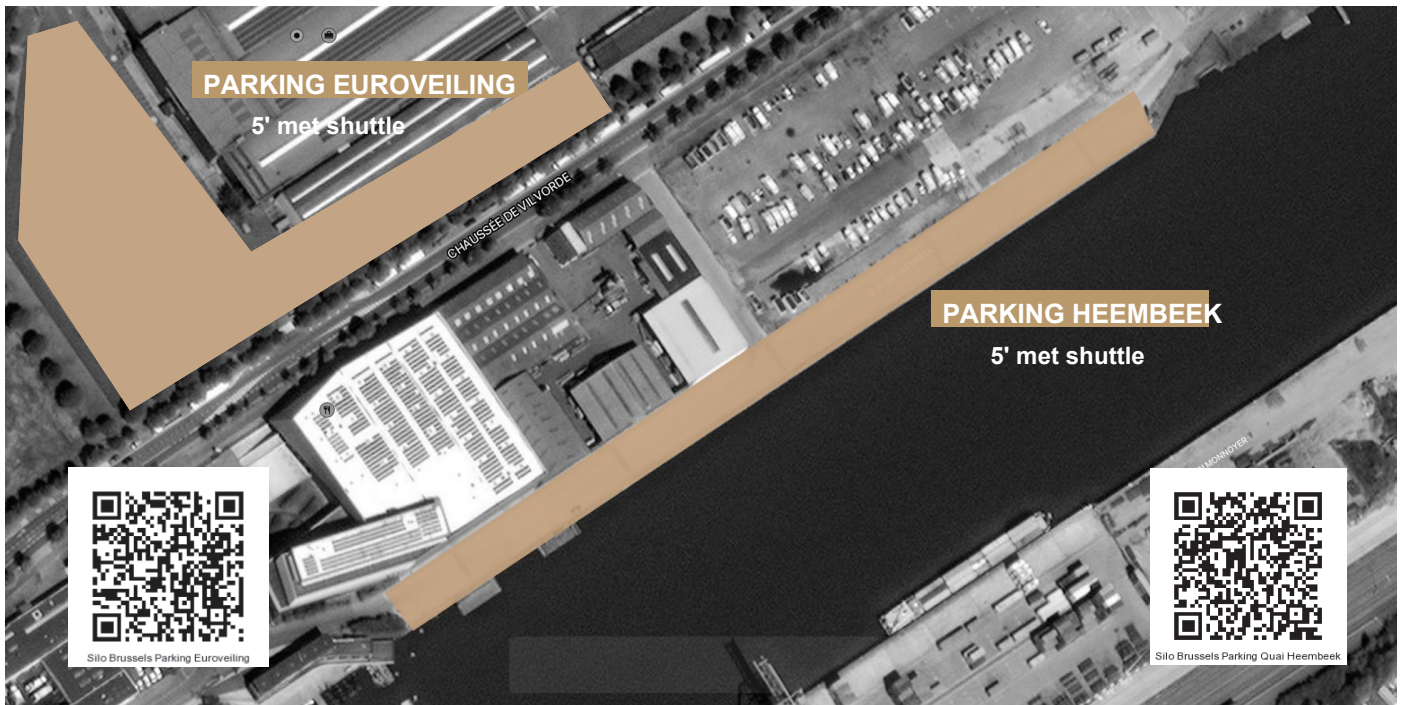 PARKING EUROVEILING
5' met shuttle
CHAUSSÉE DE VILVORDE
PARKING HEEMBEEK
5' met shuttle
MONNOYER
Silo Brussels Parking Euroveiling
Silo Brussels Parking Quai Heembeek